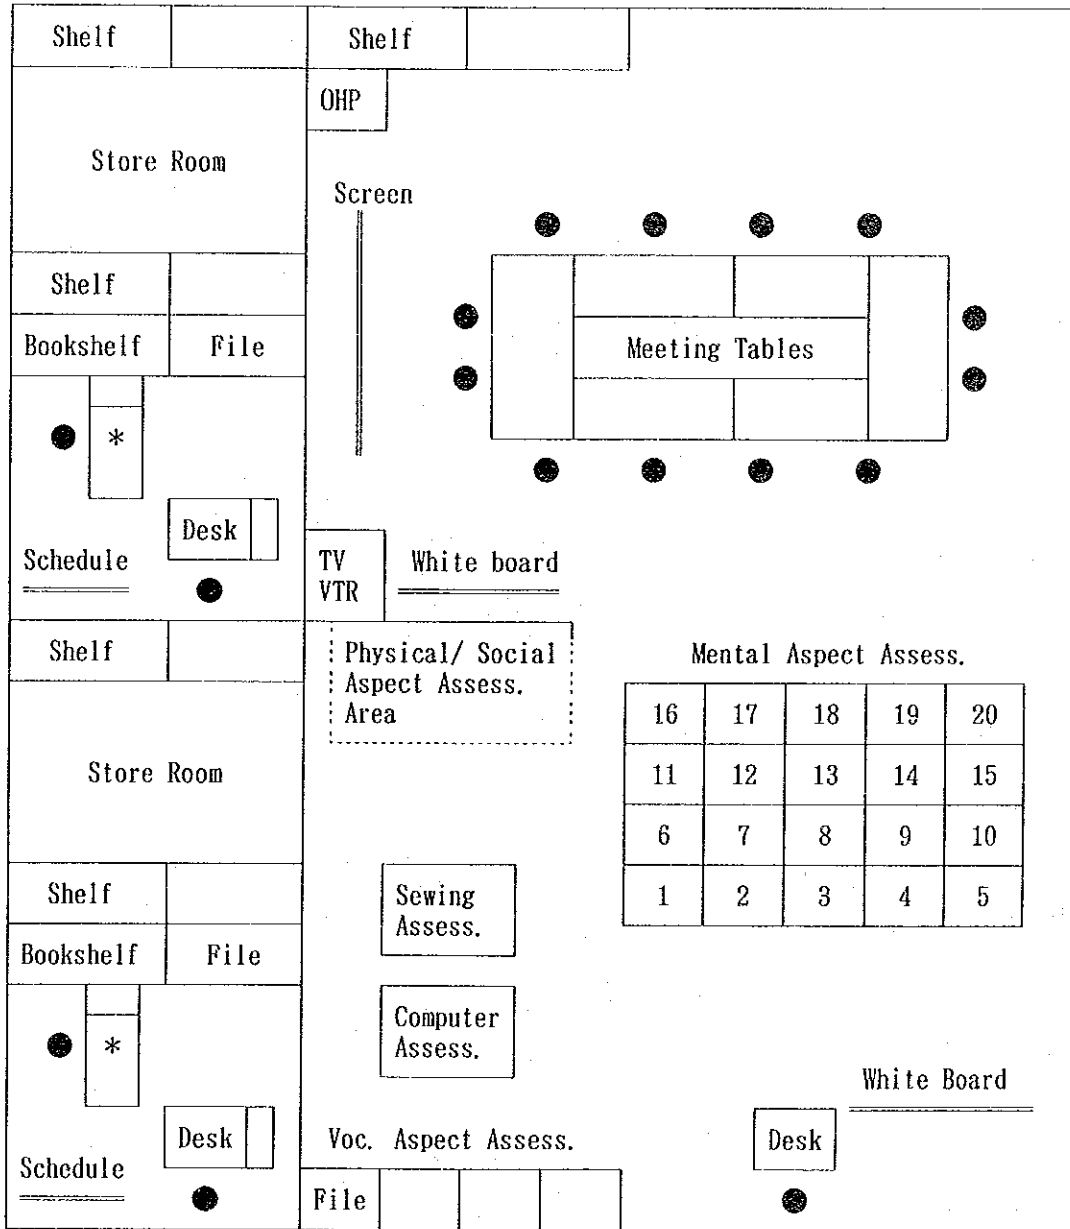 Shelf
Shelf
OHP
Store Room
Screen
Shelf
Bookshelf
File
Meeting Tables
*
Desk
Schedule
TV
VTR
White board
Shelf
Physical/ Social
Aspect Assess.
Area
Mental Aspect Assess.
16 17 18 19 20
11 12 13 14 15
6 7 8 9 10
1 2 3 4 5
Store Room
Shelf
Sewing
Assess.
Bookshelf
File
*
Computer
Assess.
White Board
Desk
Voc. Aspect Assess.
Desk
Schedule
File